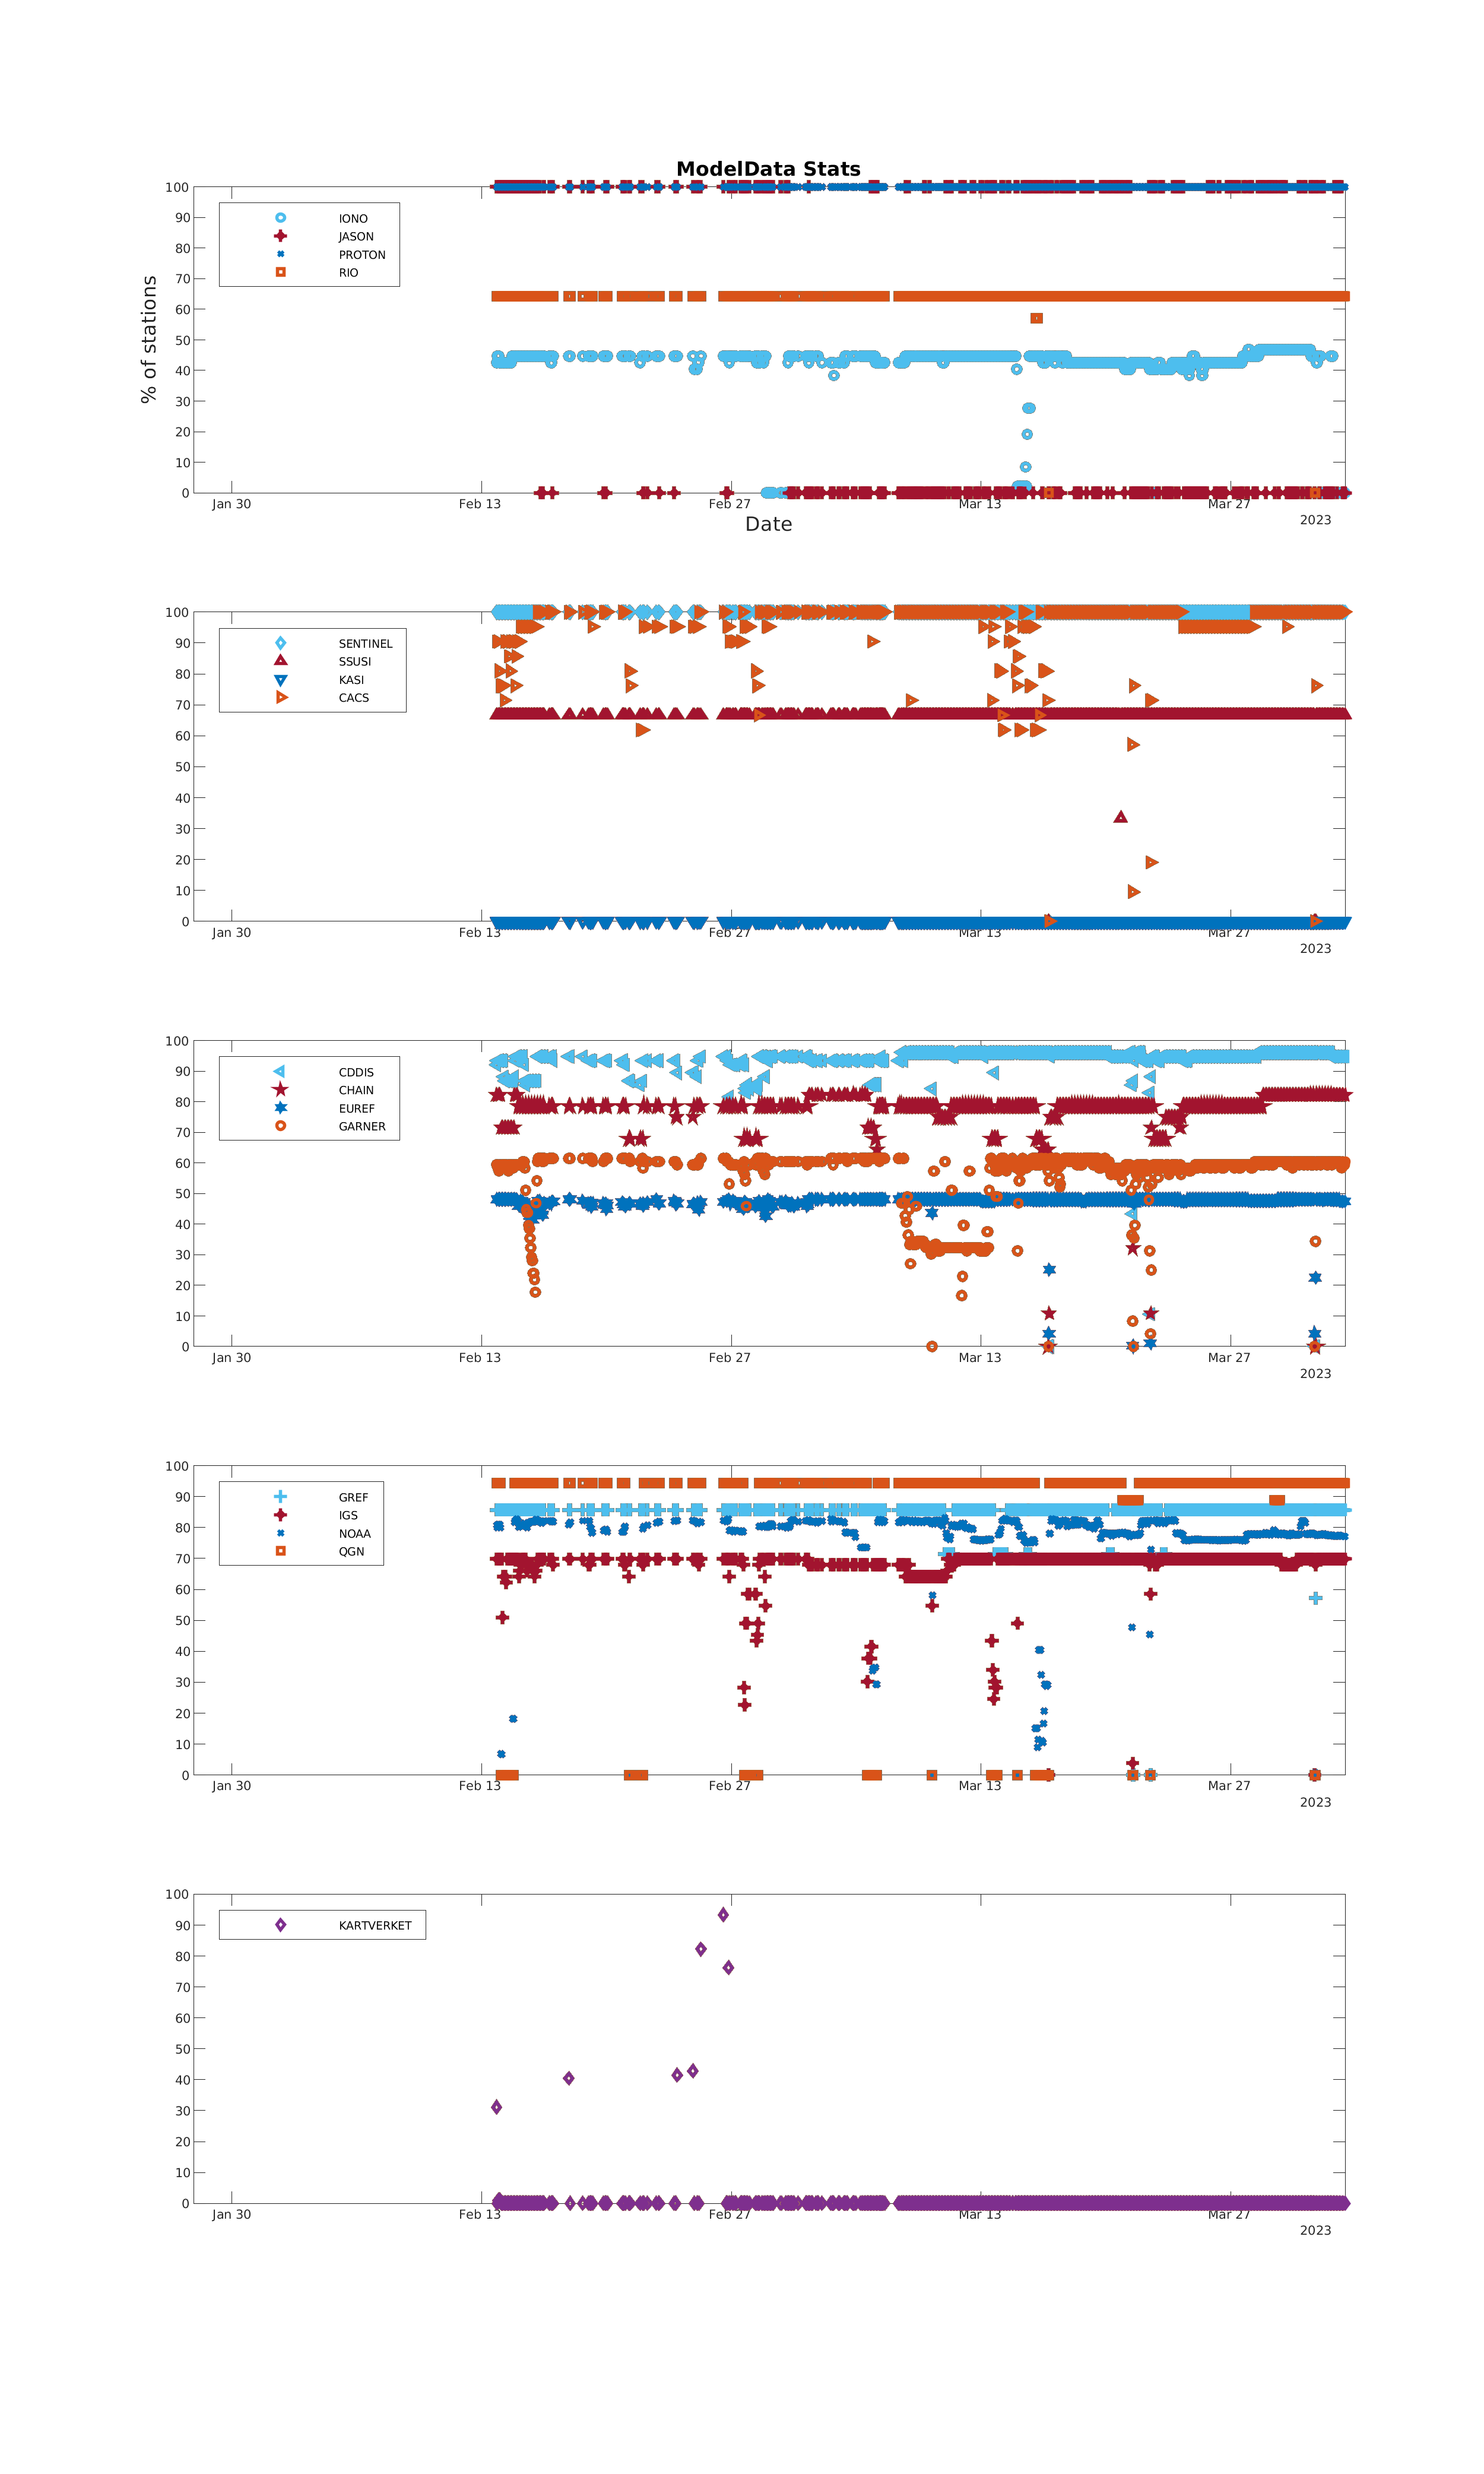 ModelData Stats
100
90
80
70
60
50
40
30
20
10
0
% of stations
IONO
JASON
PROTON
RIO
Jan 30
Feb 13
Feb 27
Mar 13
Mar 27
2023
Date
100
90
80
70
60
50
40
30
20
10
0
SENTINEL
SSUSI
KASI
CACS
Jan 30
Feb 13
Feb 27
Mar 13
Mar 27
2023
100
90
80
70
60
50
40
30
20
10
0
CDDIS
CHAIN
EUREF
GARNER
Jan 30
Feb 13
Feb 27
Mar 13
Mar 27
2023
100
90
80
70
60
50
40
30
20
10
0
GREF
IGS
NOAA
QGN
Jan 30
Feb 13
Feb 27
Mar 13
Mar 27
2023
100
90
80
70
60
50
40
30
20
10
0
KARTVERKET
Jan 30
Feb 13
Feb 27
Mar 13
Mar 27
2023